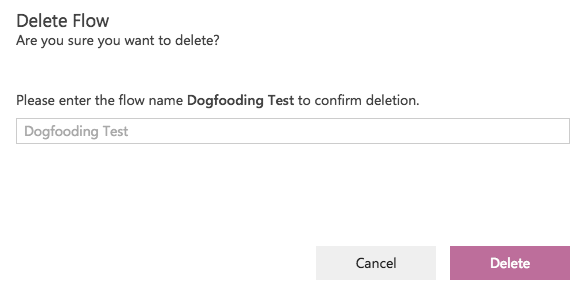 Delete Flow
Are you sure you want to delete?
Please enter the flow name Dogfooding Test to confirm deletion.
Dogfooding Test
Cancel
Delete